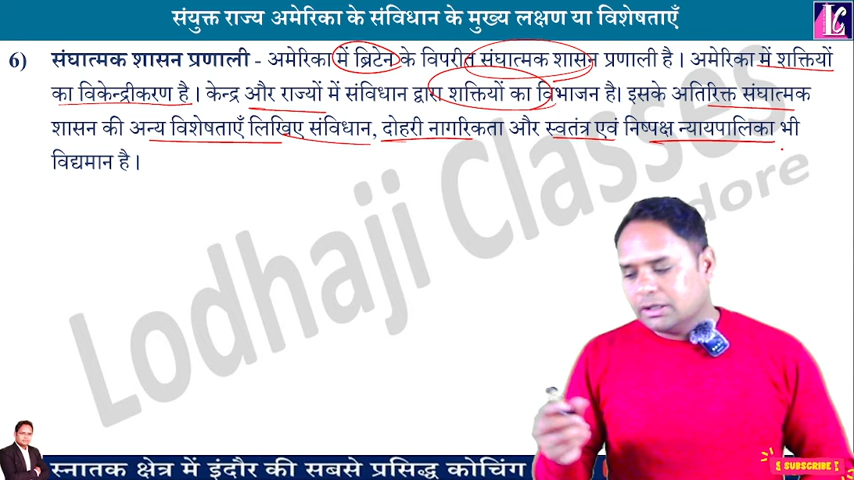 संयुक्त राज्य अमेरिका के संविधान के मुख्य लक्षण या विशेषताएँ
LC
6) संघात्मक शासन प्रणाली - अमेरिका में ब्रिटेन के विपरीत संघात्मक शासन प्रणाली है। अमेरिका में शक्तियों
का विकेन्द्रीकरण है। केन्द्र और राज्यों में संविधान द्वारा शक्तियों का विभाजन है। इसके अतिरिक्त संघात्मक
शासन की अन्य विशेषताएँ लिखिए संविधान, दोहरी नागरिकता और स्वतंत्र एवं निष्पक्ष न्यायपालिका भी
विद्यमान है।
Lodhaji Classes
dore
स्नातक क्षेत्र में इंदौर की सबसे प्रसिद्ध कोचिंग
SUBSCRIBE